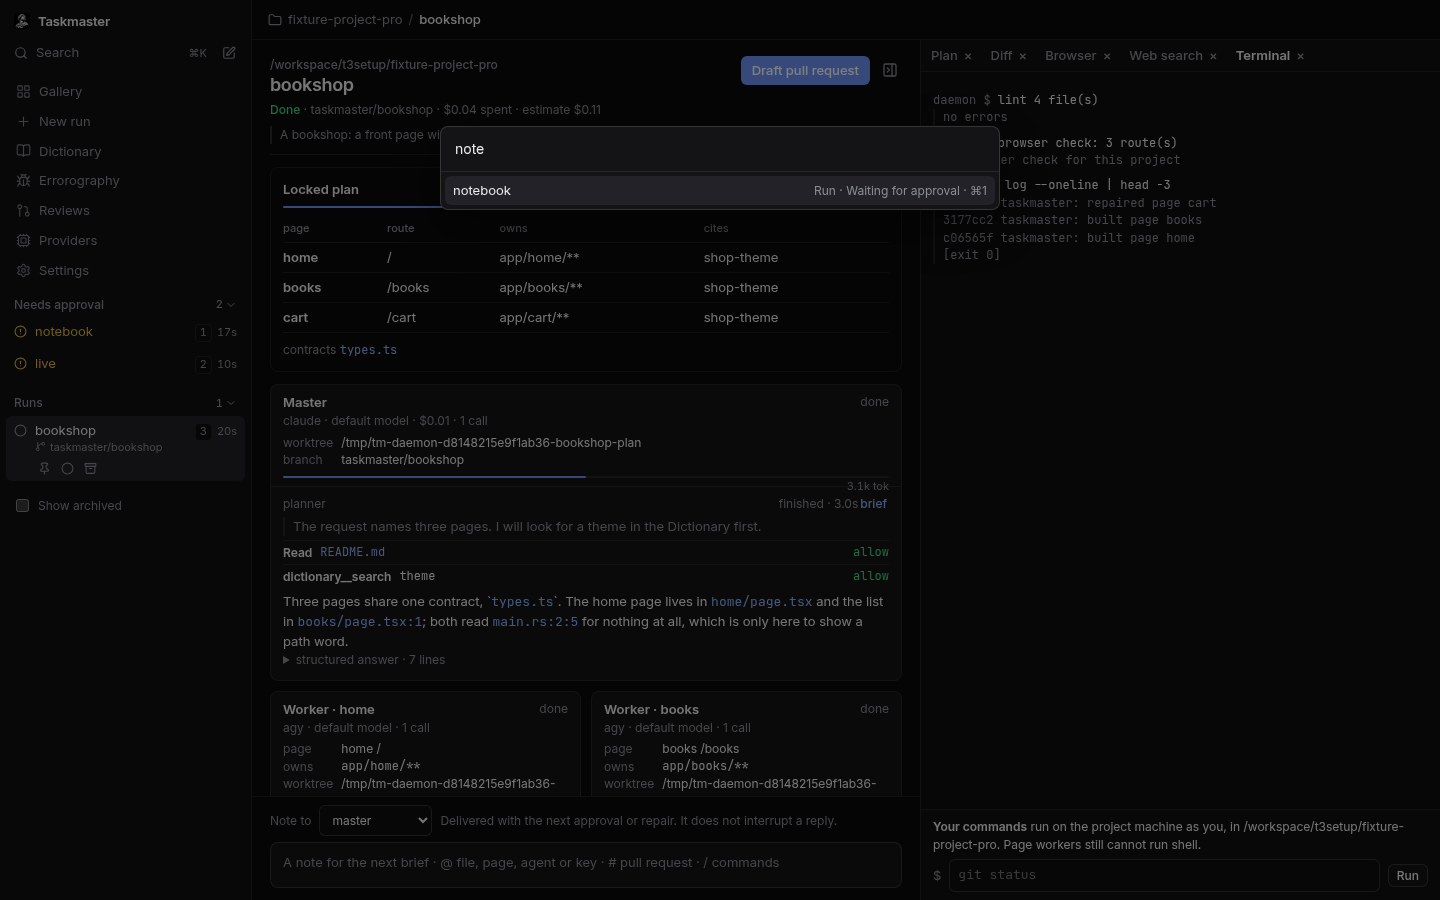 Taskmaster
Search ⌘K
Gallery
New run
Dictionary
Errorography
Reviews
Providers
Settings
Needs approval 2
notebook 1 17s
live 2 10s
Runs 1
bookshop 3 20s
taskmaster/bookshop
Show archived
fixture-project-pro / bookshop
/workspace/t3setup/fixture-project-pro
bookshop
Draft pull request
Done · taskmaster/bookshop · $0.04 spent · estimate $0.11
A bookshop: a front page wi
note
notebook Run · Waiting for approval · ⌘1
Locked plan
page route owns cites
home / app/home/** shop-theme
books /books app/books/** shop-theme
cart /cart app/cart/** shop-theme
contracts types.ts
Master done
claude · default model · $0.01 · 1 call
worktree /tmp/tm-daemon-d8148215e9f1ab36-bookshop-plan
branch taskmaster/bookshop
3.1k tok
planner finished · 3.0s brief
The request names three pages. I will look for a theme in the Dictionary first.
Read README.md allow
dictionary__search theme allow
Three pages share one contract, `types.ts`. The home page lives in home/page.tsx and the list
in books/page.tsx:1; both read main.rs:2:5 for nothing at all, which is only here to show a
path word.
structured answer · 7 lines
Worker · home done
agy · default model · 1 call
page home /
owns app/home/**
worktree /tmp/tm-daemon-d8148215e9f1ab36-
Worker · books done
agy · default model · 1 call
page books /books
owns app/books/**
worktree /tmp/tm-daemon-d8148215e9f1ab36-
Note to master Delivered with the next approval or repair. It does not interrupt a reply.
A note for the next brief · @ file, page, agent or key · # pull request · / commands
Plan × Diff × Browser × Web search × Terminal ×
daemon $ lint 4 file(s)
no errors
browser check: 3 route(s)
er check for this project
log --oneline | head -3
taskmaster: repaired page cart
3177cc2 taskmaster: built page books
c06565f taskmaster: built page home
[exit 0]
Your commands run on the project machine as you, in /workspace/t3setup/fixture-
project-pro. Page workers still cannot run shell.
$ git status Run